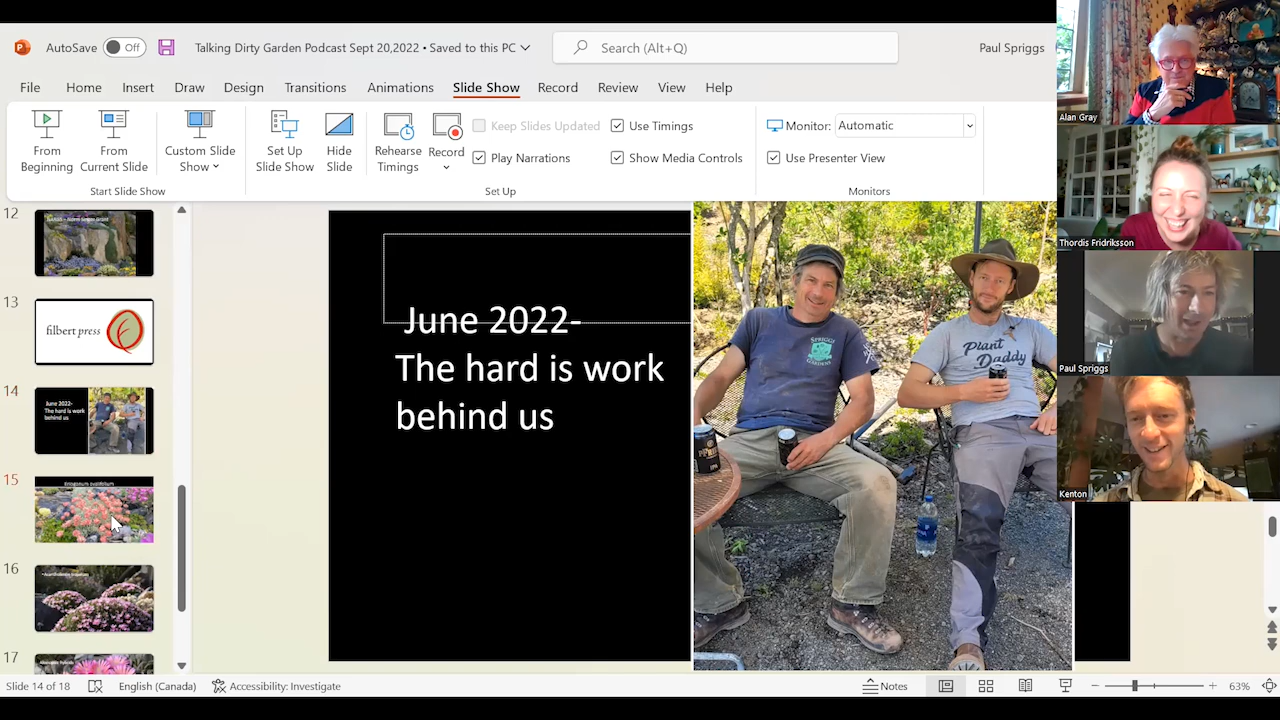 AutoSave
Off
Talking Dirty Garden Podcast Sept 20,2022 • Saved to this PC
Search (Alt+Q)
Paul Spriggs
File
Home
Insert
Draw
Design
Transitions
Animations
Slide Show
Record
Review
View
Help
From
Beginning
From
Current Slide
Custom Slide
Show
Start Slide Show
Set Up
Slide Show
Hide
Slide
Rehearse
Timings
Record
Keep Slides Updated
Play Narrations
Use Timings
Show Media Controls
Set Up
Monitor:
Automatic
Use Presenter View
Monitors
12
13
filbert press
14
June 2022-
The hard is work
behind us
15
16
17
June 2022-
The hard is work
behind us
SPRIGGS
GARDENS
Plant
Daddy
Alan Gray
Thordis Fridriksson
Paul Spriggs
Kenton
Slide 14 of 18
English (Canada)
Accessibility: Investigate
Notes
63%